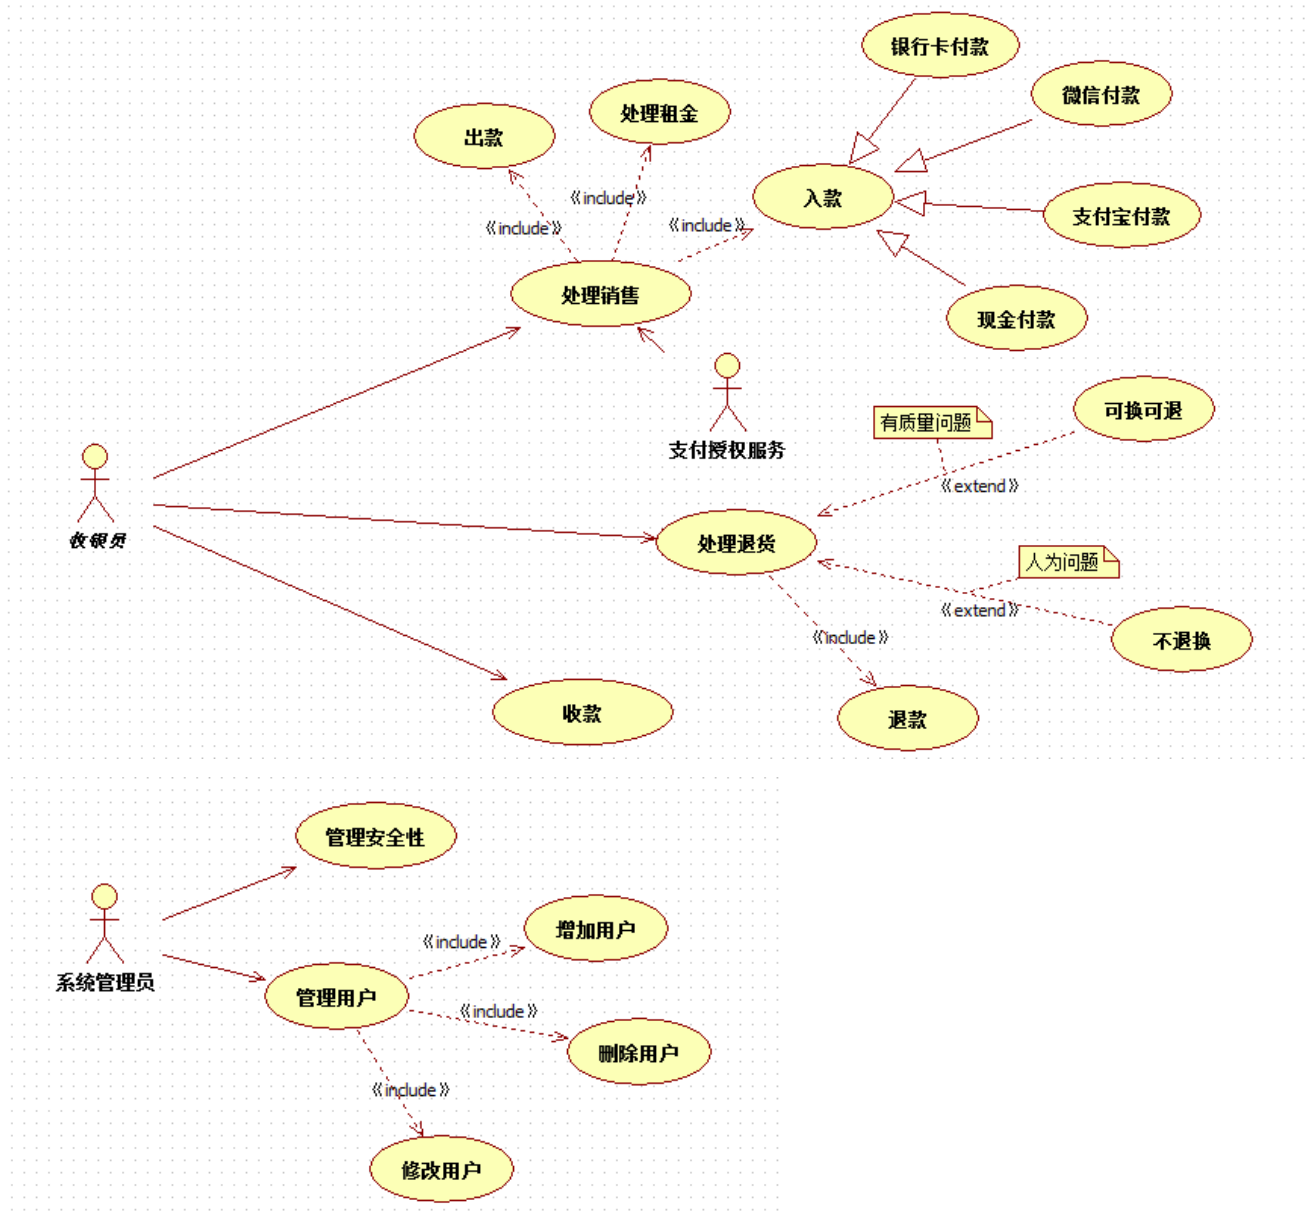 银行卡付款
微信付款
处理租金
出款
《include》
入款
《include》
《include》
支付宝付款
处理销售
现金付款
可换可退
有质量问题
支付授权服务
《extend》
收银员
处理退货
人为问题
《extend》
《include》
不退换
收款
退款
管理安全性
增加用户
《include》
系统管理员
管理用户
《include》
删除用户
《include》
修改用户